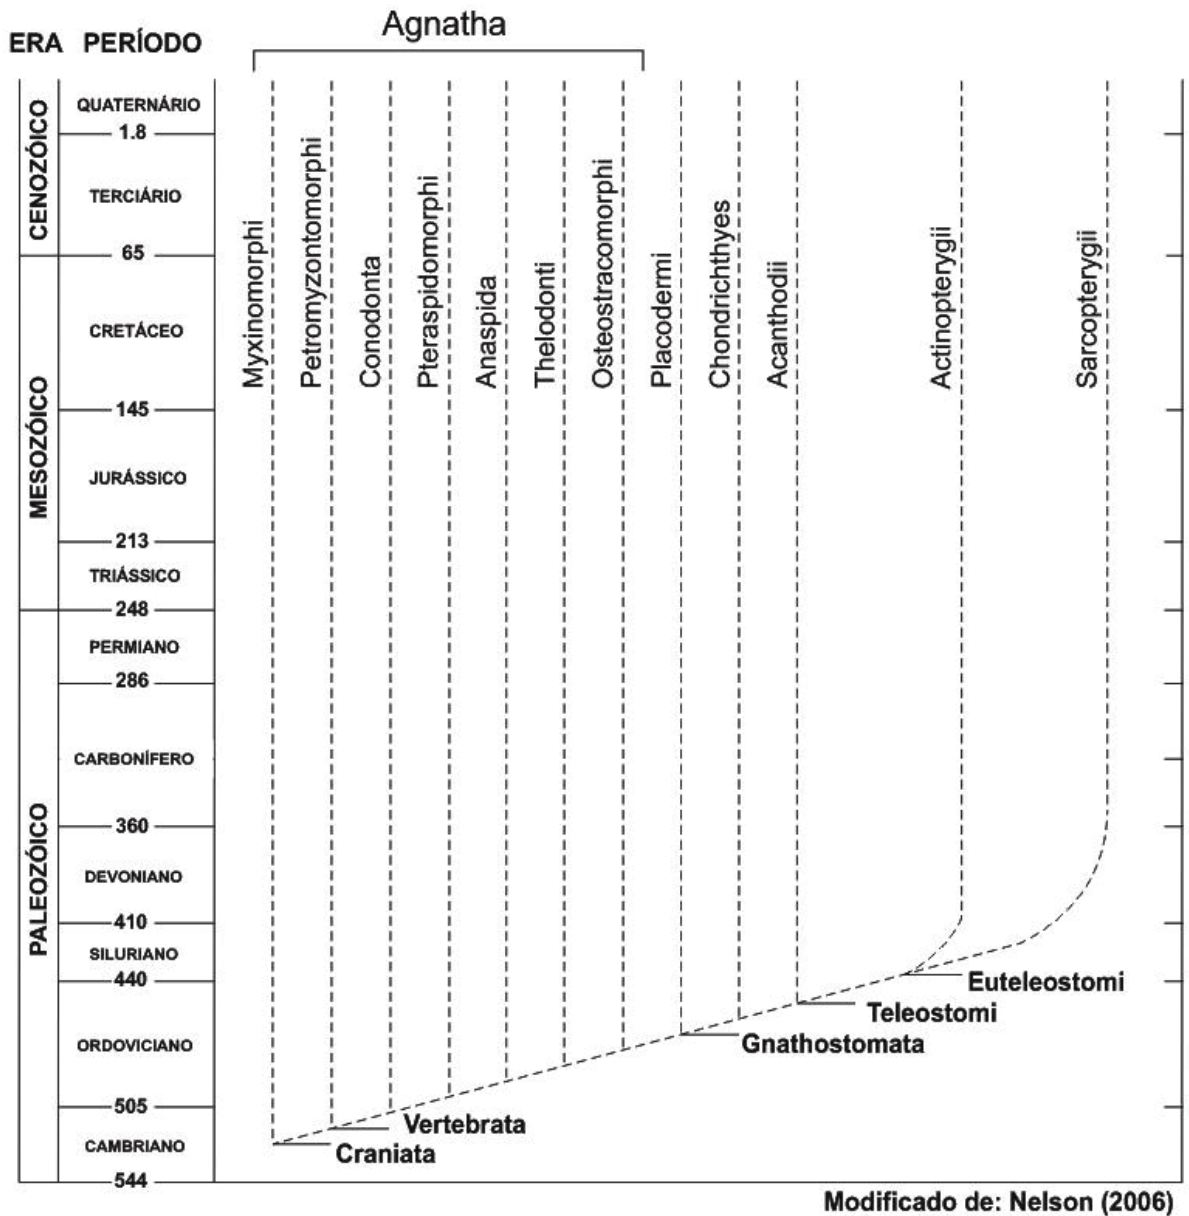 Agnatha
ERA PERÍODO
CENOZÓICO
QUATERNÁRIO
1.8
TERCIÁRIO
65
MESOZÓICO
CRETÁCEO
145
JURÁSSICO
213
TRIÁSSICO
248
PALEOZÓICO
PERMIANO
286
CARBONÍFERO
360
DEVONIANO
410
SILURIANO
440
ORDOVICIANO
505
CAMBRIANO
544
Myxinomorphi
Petromyzontomorphi
Conodonta
Pteraspidomorphi
Anaspida
Thelodonti
Osteostracomorphi
Placodermi
Chondrichthyes
Acanthodii
Actinopterygii
Sarcopterygii
Euteleostomi
Teleostomi
Gnathostomata
Vertebrata
Craniata
Modificado de: Nelson (2006)